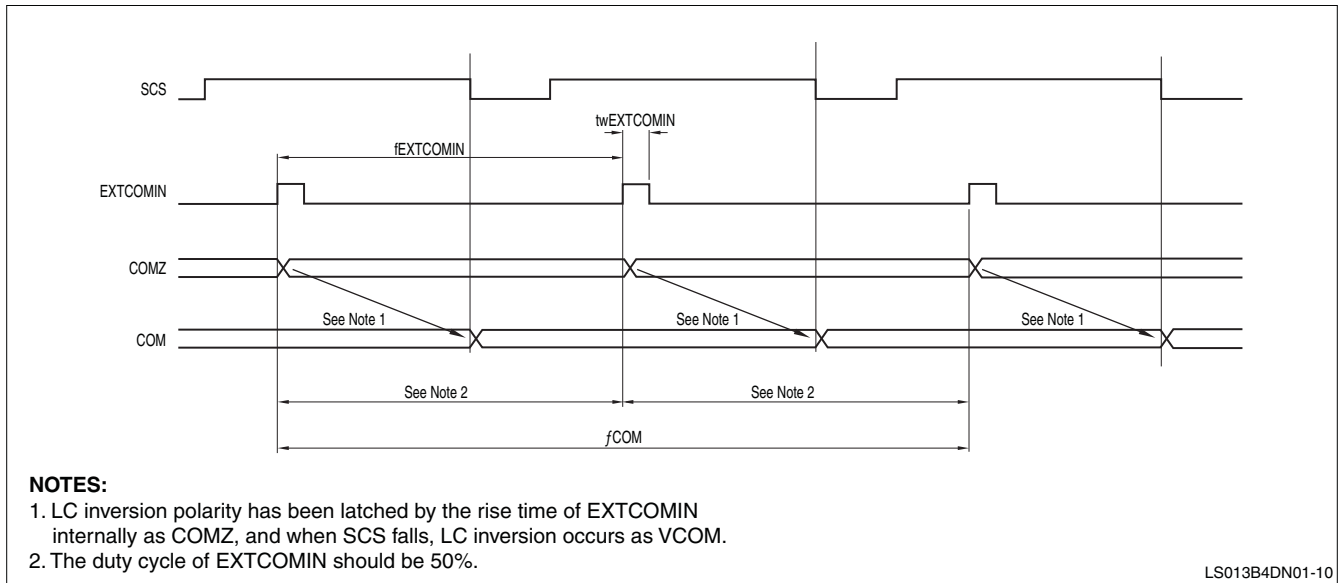 SCS
twEXTCOMIN
fEXTCOMIN
EXTCOMIN
COMZ
See Note 1
See Note 1
See Note 1
COM
See Note 2
See Note 2
ƒCOM
NOTES:
1. LC inversion polarity has been latched by the rise time of EXTCOMIN
internally as COMZ, and when SCS falls, LC inversion occurs as VCOM.
2. The duty cycle of EXTCOMIN should be 50%.
LS013B4DN01-10